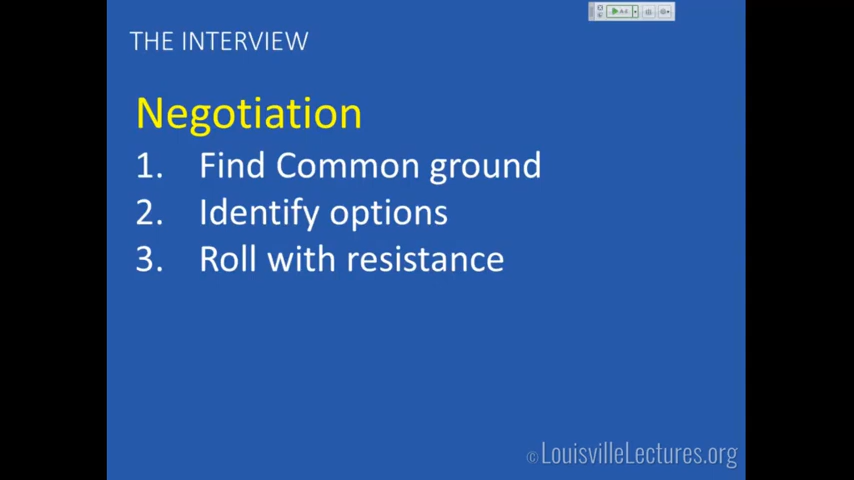 THE INTERVIEW
Negotiation
1. Find Common ground
2. Identify options
3. Roll with resistance
© LouisvilleLectures.org